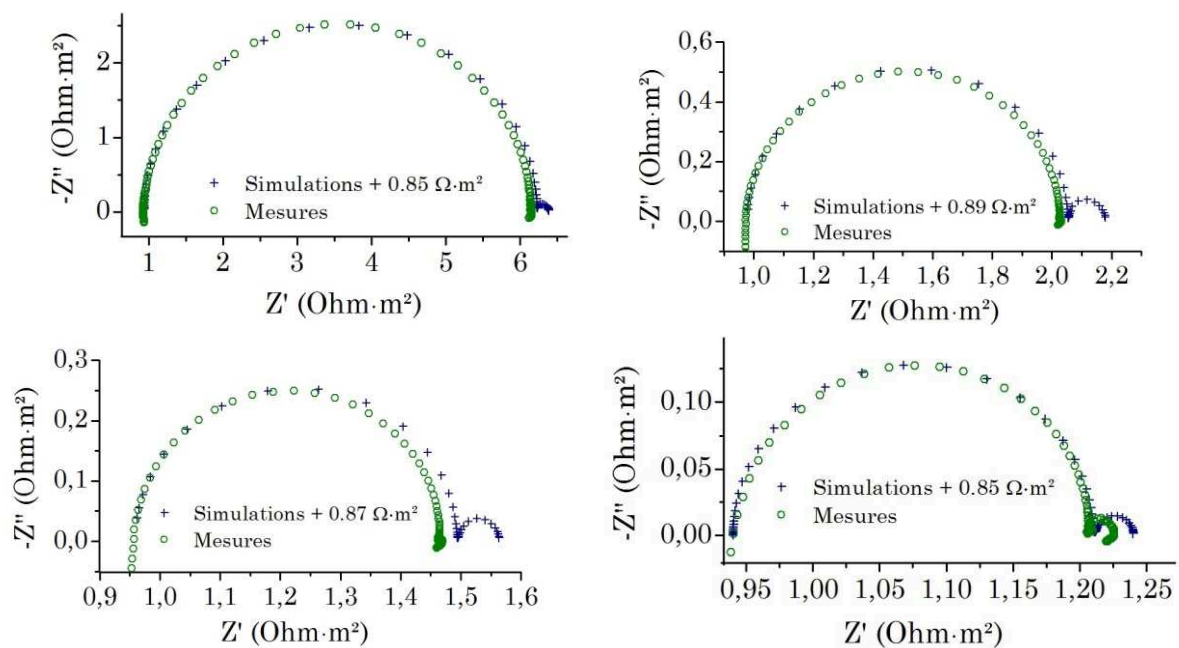 -Z'' (Ohm·m²)
2
1
0
+ Simulations + 0.85 Ω·m²
○ Mesures
1 2 3 4 5 6
Z' (Ohm·m²)
-Z'' (Ohm·m²)
0,6
0,4
0,2
0,0
+ Simulations + 0.89 Ω·m²
○ Mesures
1,0 1,2 1,4 1,6 1,8 2,0 2,2
Z' (Ohm·m²)
-Z'' (Ohm·m²)
0,3
0,2
0,1
0,0
+ Simulations + 0.87 Ω·m²
○ Mesures
0,9 1,0 1,1 1,2 1,3 1,4 1,5 1,6
Z' (Ohm·m²)
-Z'' (Ohm·m²)
0,10
0,05
0,00
+ Simulations + 0.85 Ω·m²
○ Mesures
0,95 1,00 1,05 1,10 1,15 1,20 1,25
Z' (Ohm·m²)